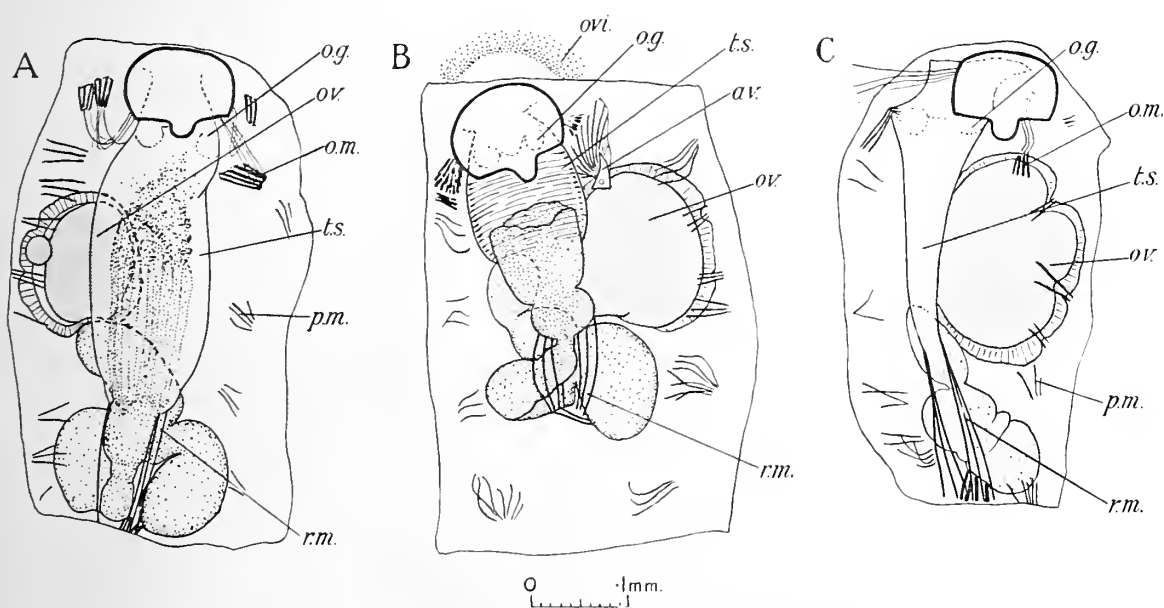 A
o.g.
ov.
o.m.
t.s.
p.m.
r.m.
B
ovi.
o.g.
t.s.
a.v.
ov.
r.m.
C
o.g.
o.m.
t.s.
ov.
p.m.
r.m.
0 ·1mm.